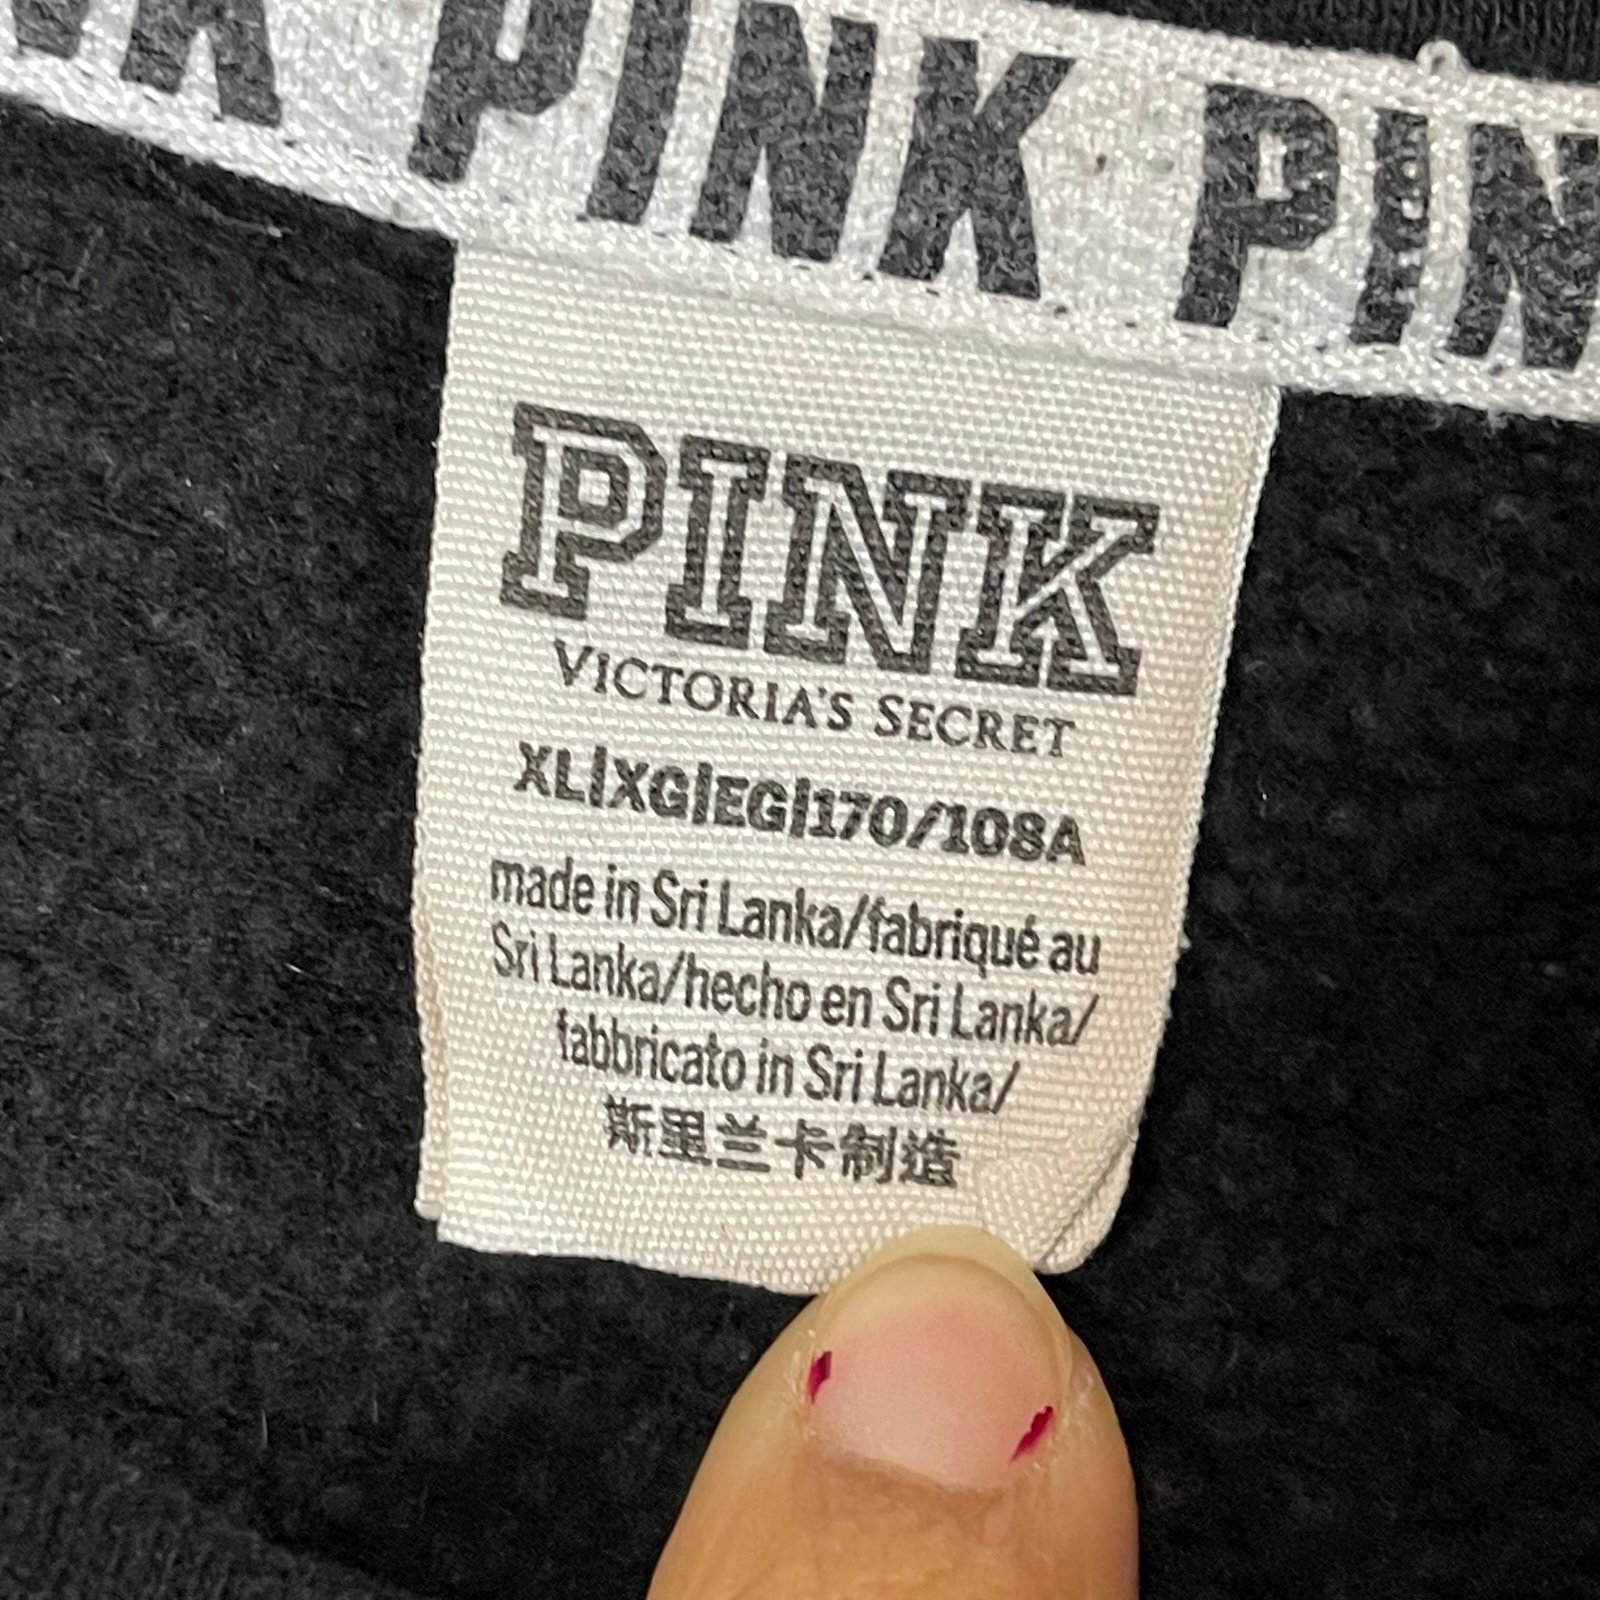 NK PINK PIN
PINK
VICTORIA'S SECRET
XL|XG|EG|170/108A
made in Sri Lanka/fabriqué au
Sri Lanka/hecho en Sri Lanka/
fabbricato in Sri Lanka/
斯里兰卡制造